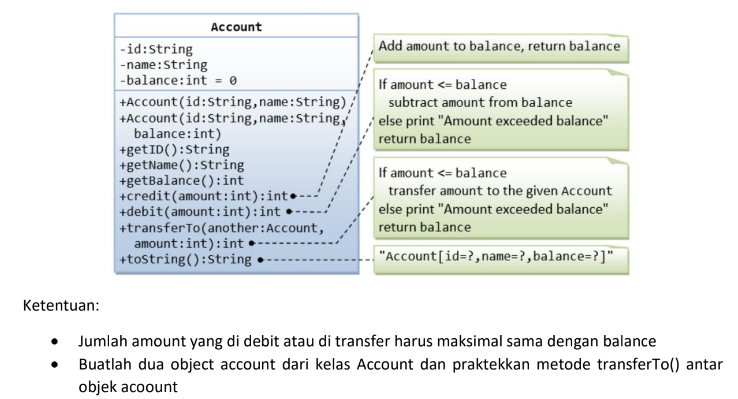 Account
-id:String
-name:String
-balance:int = 0
+Account(id:String,name:String)
+Account(id:String,name:String,
balance:int)
+getID():String
+getName():String
+getBalance():int
+credit(amount:int):int
+debit(amount:int):int
+transferTo(another:Account,
amount:int):int
+toString():String
Add amount to balance, return balance
If amount <= balance
subtract amount from balance
else print "Amount exceeded balance"
return balance
If amount <= balance
transfer amount to the given Account
else print "Amount exceeded balance"
return balance
"Account[id=?,name=?,balance=?]"
Ketentuan:
• Jumlah amount yang di debit atau di transfer harus maksimal sama dengan balance
• Buatlah dua object account dari kelas Account dan praktekkan metode transferTo() antar
objek acoount